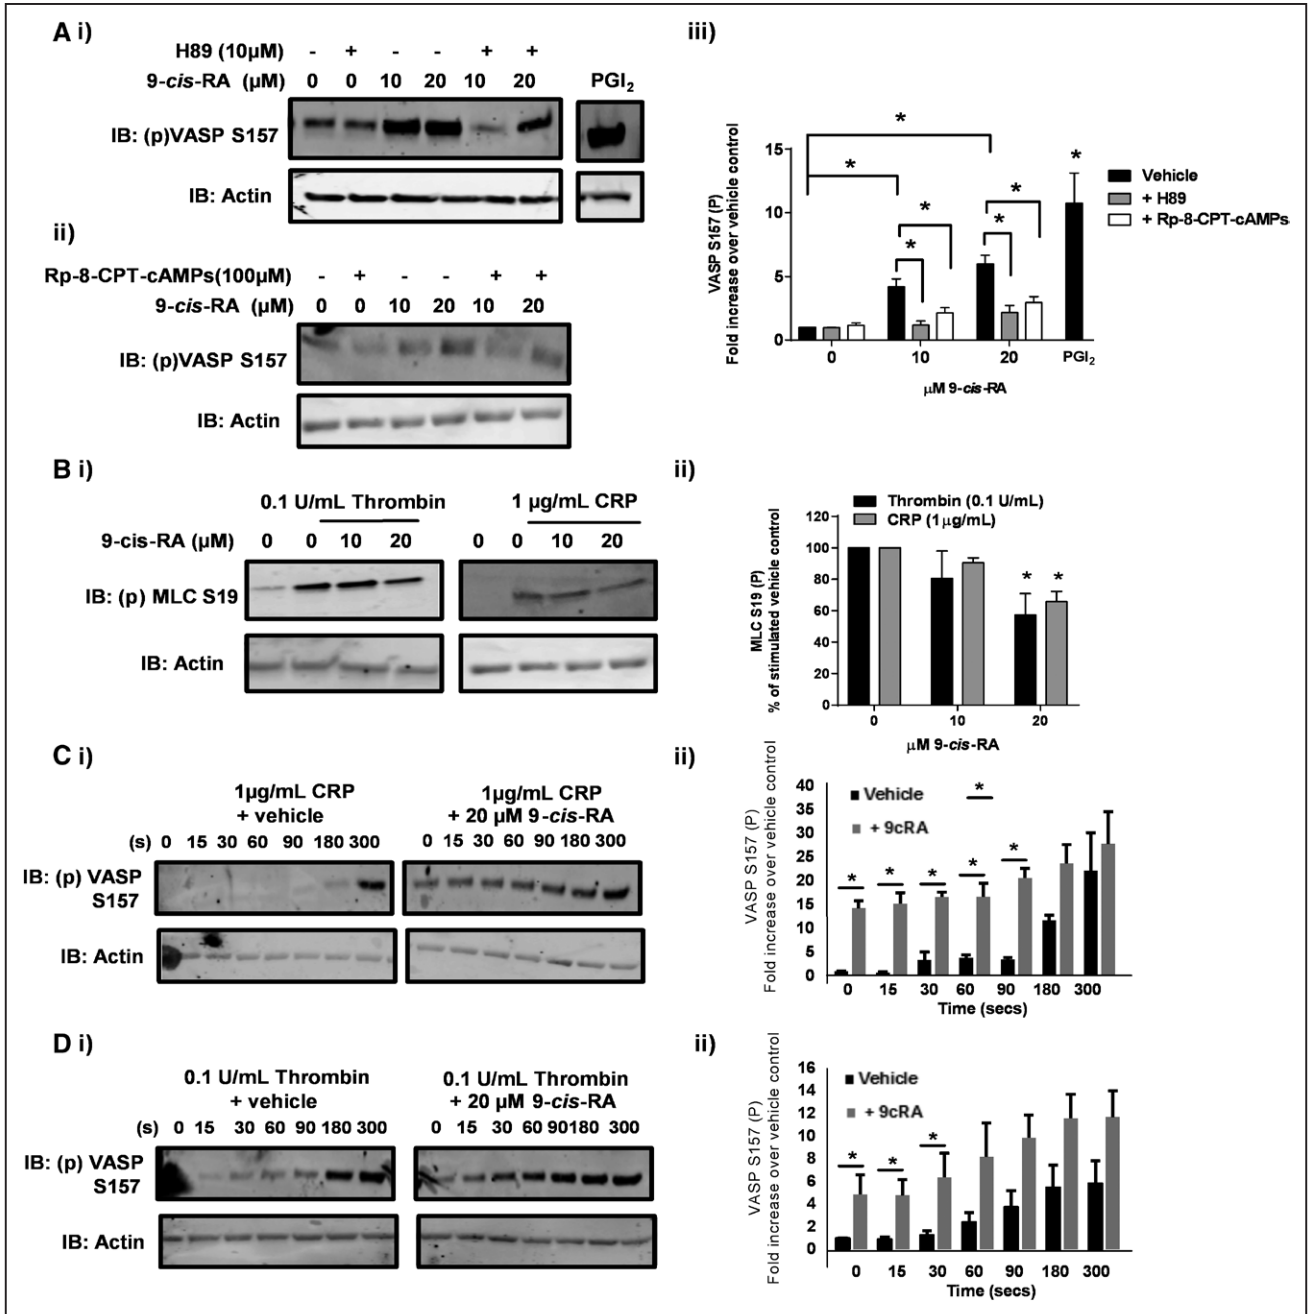 A i)
H89 (10µM) - + - - + +
9-cis-RA (µM) 0 0 10 20 10 20 PGI₂
IB: (p)VASP S157
IB: Actin
ii)
Rp-8-CPT-cAMPs(100µM) - + - - + +
9-cis-RA (µM) 0 0 10 20 10 20
IB: (p)VASP S157
IB: Actin
iii)
VASP S157 (P)
Fold increase over vehicle control
15
10
5
0
* * * * * * *
Vehicle
+ H89
+ Rp-8-CPT-cAMPs
0 10 20 PGI₂
µM 9-cis-RA
B i)
0.1 U/mL Thrombin 1 µg/mL CRP
9-cis-RA (µM) 0 0 10 20 0 0 10 20
IB: (p) MLC S19
IB: Actin
ii)
Thrombin (0.1 U/mL)
CRP (1µg/mL)
MLC S19 (P)
% of stimulated vehicle control
120
100
80
60
40
20
0
* *
0 10 20
µM 9-cis-RA
C i)
1µg/mL CRP
+ vehicle
1µg/mL CRP
+ 20 µM 9-cis-RA
(s) 0 15 30 60 90 180 300 0 15 30 60 90 180 300
IB: (p) VASP
S157
IB: Actin
ii)
VASP S157 (P)
Fold increase over vehicle control
40
35
30
25
20
15
10
5
0
Vehicle
+ 9cRA
* * * * * *
0 15 30 60 90 180 300
Time (secs)
D i)
0.1 U/mL Thrombin
+ vehicle
0.1 U/mL Thrombin
+ 20 µM 9-cis-RA
(s) 0 15 30 60 90 180 300 0 15 30 60 90 180 300
IB: (p) VASP
S157
IB: Actin
ii)
VASP S157 (P)
Fold increase over vehicle control
16
14
12
10
8
6
4
2
0
Vehicle
+ 9cRA
* * *
0 15 30 60 90 180 300
Time (secs)